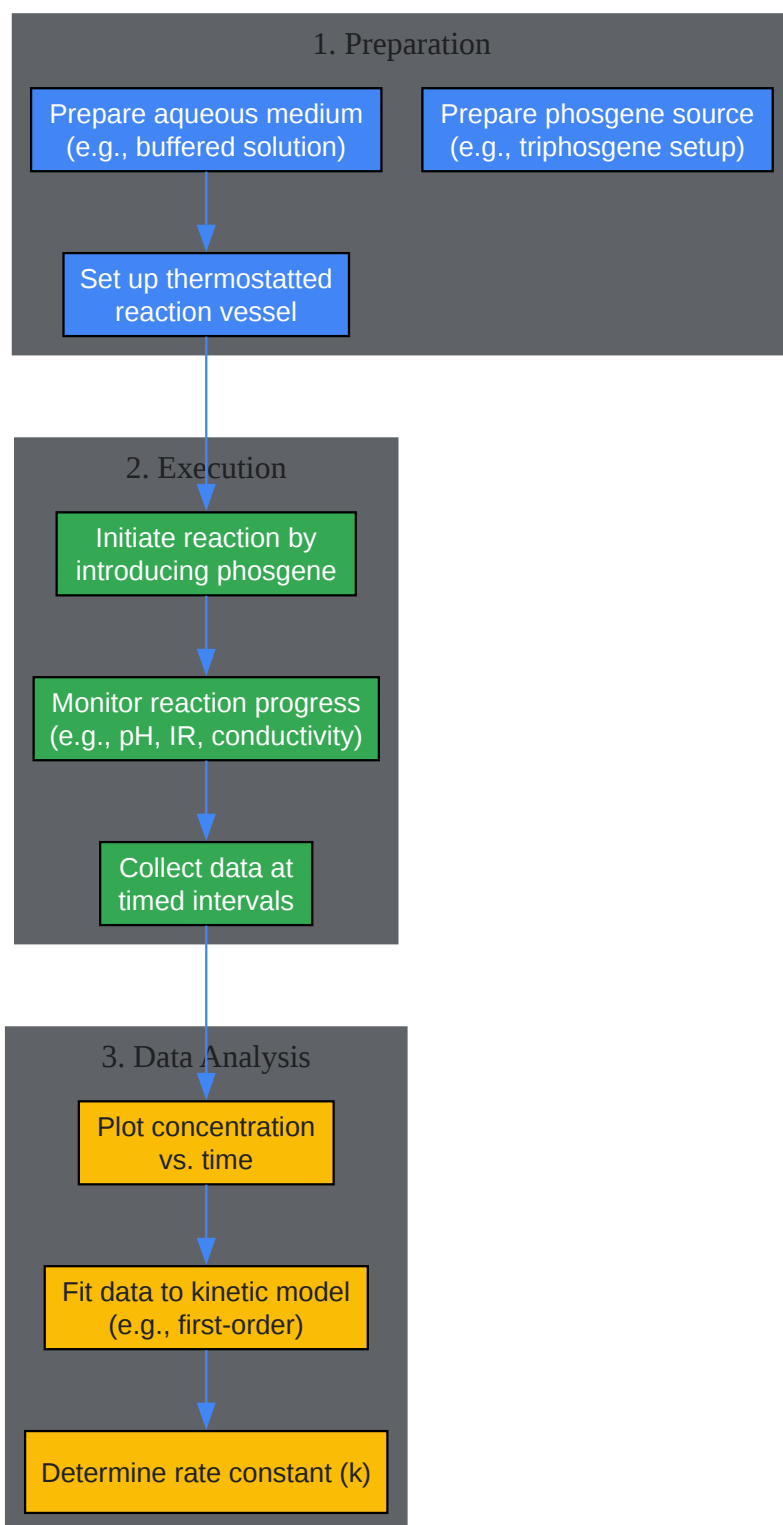 1. Preparation
Prepare aqueous medium
(e.g., buffered solution)
Prepare phosgene source
(e.g., triphosgene setup)
Set up thermostatted
reaction vessel
2. Execution
Initiate reaction by
introducing phosgene
Monitor reaction progress
(e.g., pH, IR, conductivity)
Collect data at
timed intervals
3. Data Analysis
Plot concentration
vs. time
Fit data to kinetic model
(e.g., first-order)
Determine rate constant (k)